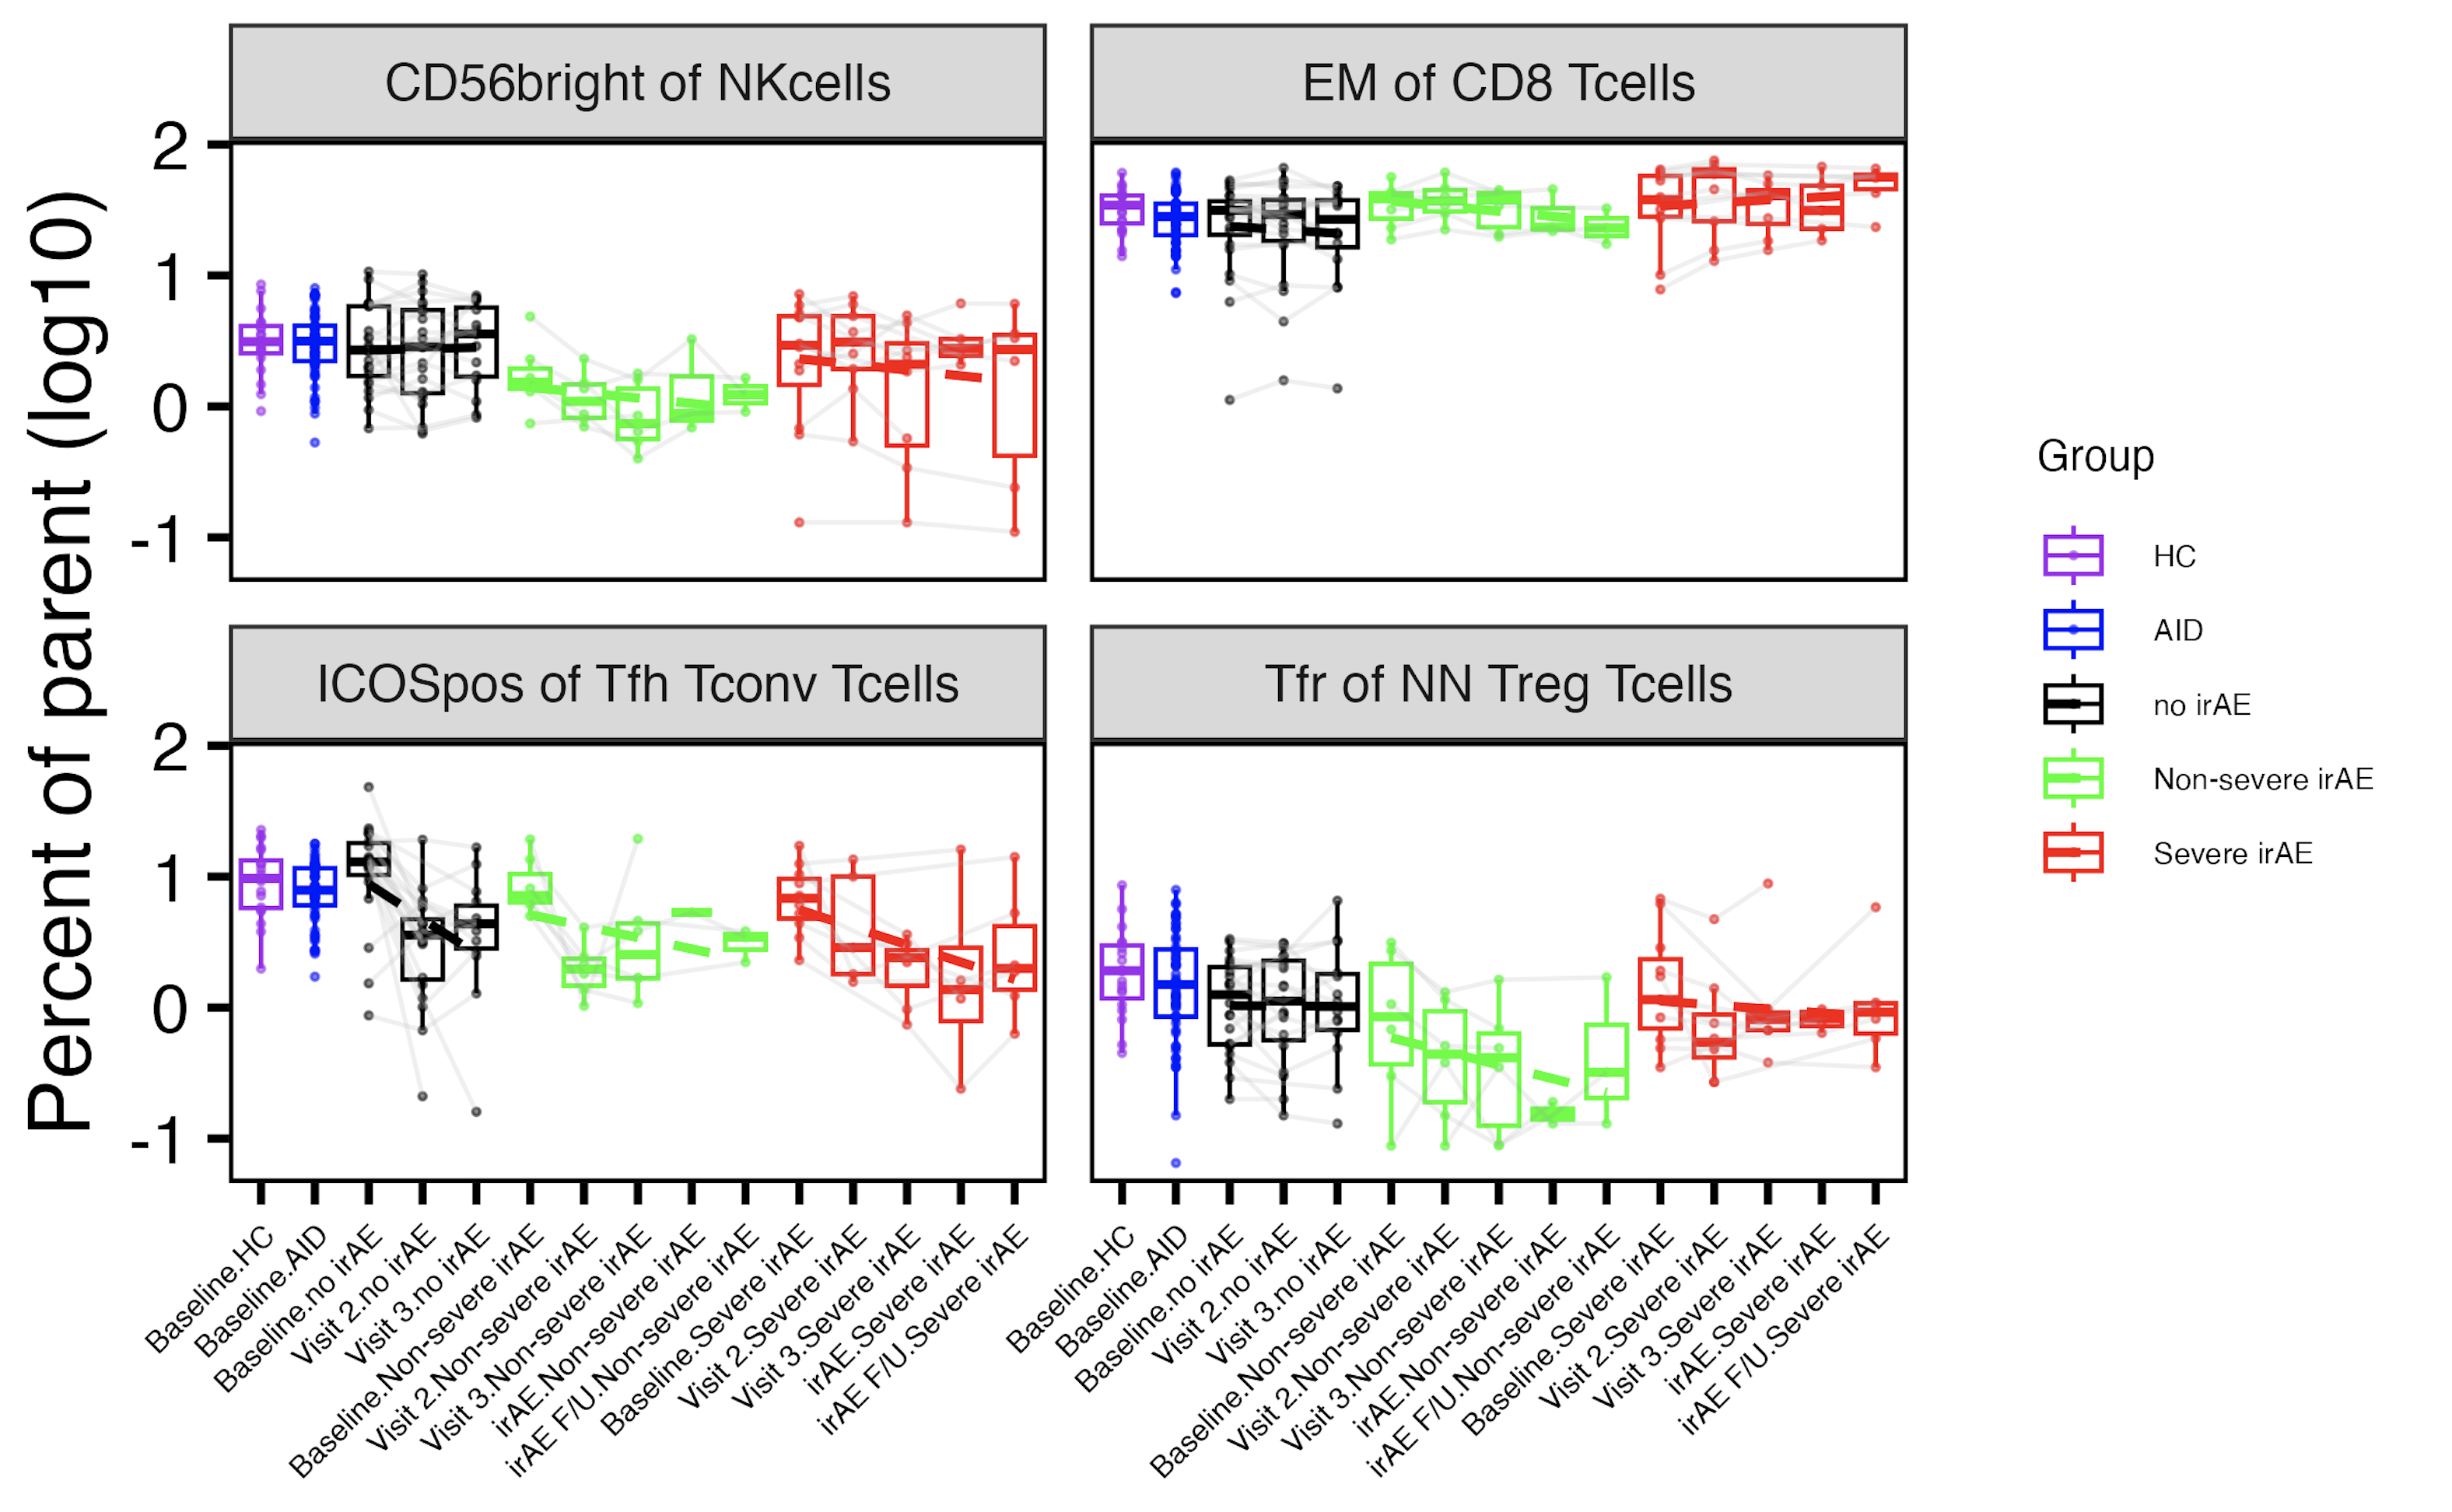 CD56bright of NKcells
EM of CD8 Tcells
Percent of parent (log10)
2
1
0
-1
ICOSpos of Tfh Tconv Tcells
Tfr of NN Treg Tcells
2
1
0
-1
Baseline.HC
Baseline.AID
Baseline.no irAE
Visit 2.no irAE
Visit 3.no irAE
Baseline.Non-severe irAE
Visit 2.Non-severe irAE
Visit 3.Non-severe irAE
irAE.Non-severe irAE
irAE F/U.Non-severe irAE
Baseline.Severe irAE
Visit 2.Severe irAE
Visit 3.Severe irAE
irAE.Severe irAE
irAE F/U.Severe irAE
Baseline.HC
Baseline.AID
Baseline.no irAE
Visit 2.no irAE
Visit 3.no irAE
Baseline.Non-severe irAE
Visit 2.Non-severe irAE
Visit 3.Non-severe irAE
irAE.Non-severe irAE
irAE F/U.Non-severe irAE
Baseline.Severe irAE
Visit 2.Severe irAE
Visit 3.Severe irAE
irAE.Severe irAE
irAE F/U.Severe irAE
Group
HC
AID
no irAE
Non-severe irAE
Severe irAE